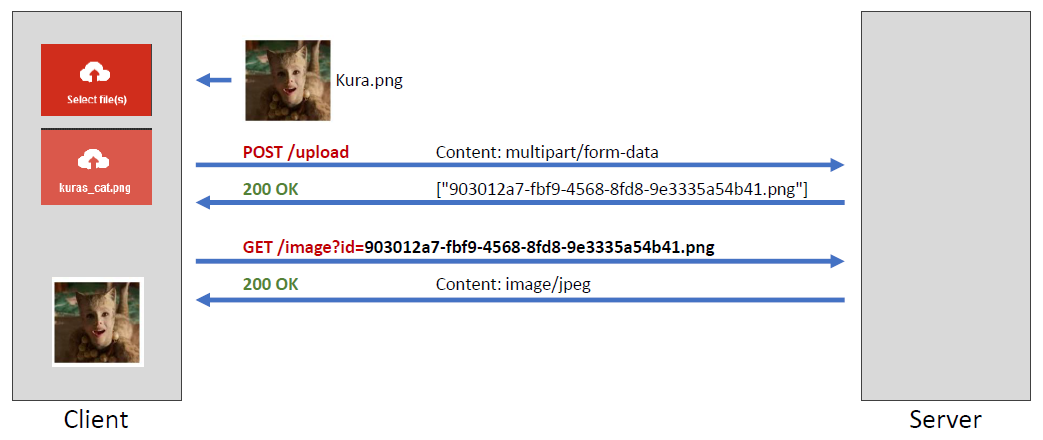 Select file(s)
Kura.png
kuras_cat.png
POST /upload Content: multipart/form-data
200 OK ["903012a7-fbf9-4568-8fd8-9e3335a54b41.png"]
GET /image?id=903012a7-fbf9-4568-8fd8-9e3335a54b41.png
200 OK Content: image/jpeg
Client
Server